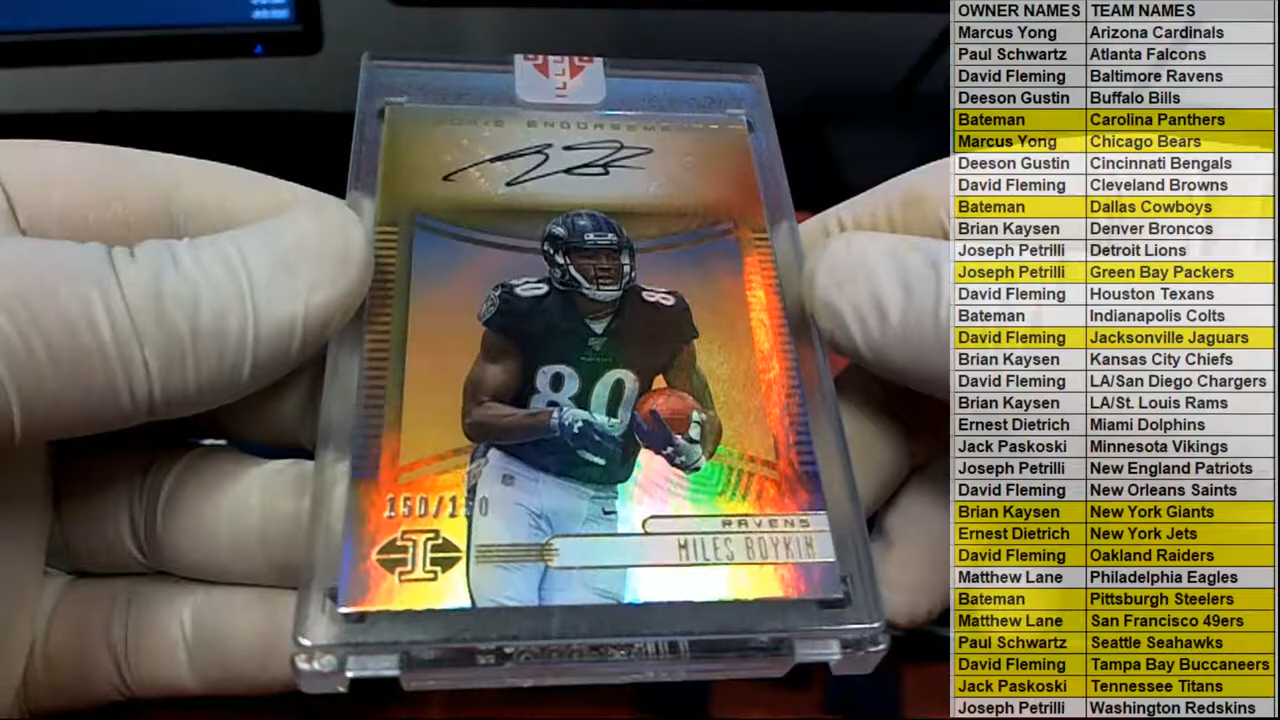 OWNER NAMES TEAM NAMES
Marcus Yong Arizona Cardinals
Paul Schwartz Atlanta Falcons
David Fleming Baltimore Ravens
Deeson Gustin Buffalo Bills
Bateman Carolina Panthers
Marcus Yong Chicago Bears
Deeson Gustin Cincinnati Bengals
David Fleming Cleveland Browns
Bateman Dallas Cowboys
Brian Kaysen Denver Broncos
Joseph Petrilli Detroit Lions
Joseph Petrilli Green Bay Packers
David Fleming Houston Texans
Bateman Indianapolis Colts
David Fleming Jacksonville Jaguars
Brian Kaysen Kansas City Chiefs
David Fleming LA/San Diego Chargers
Brian Kaysen LA/St. Louis Rams
Ernest Dietrich Miami Dolphins
Jack Paskoski Minnesota Vikings
Joseph Petrilli New England Patriots
David Fleming New Orleans Saints
Brian Kaysen New York Giants
Ernest Dietrich New York Jets
David Fleming Oakland Raiders
Matthew Lane Philadelphia Eagles
Bateman Pittsburgh Steelers
Matthew Lane San Francisco 49ers
Paul Schwartz Seattle Seahawks
David Fleming Tampa Bay Buccaneers
Jack Paskoski Tennessee Titans
Joseph Petrilli Washington Redskins
80
80
80
150/150
I
RAVENS
MILES BOYKIN